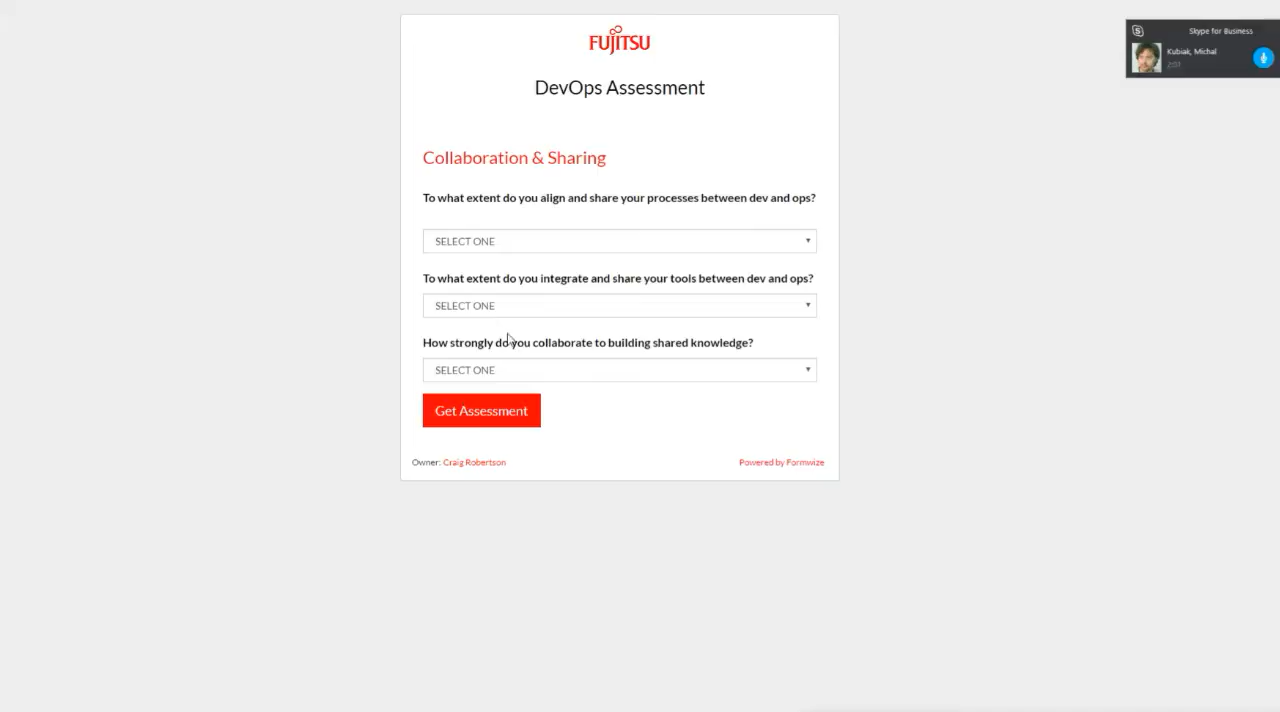 FUJITSU
DevOps Assessment
Collaboration & Sharing
To what extent do you align and share your processes between dev and ops?
SELECT ONE
To what extent do you integrate and share your tools between dev and ops?
SELECT ONE
How strongly do you collaborate to building shared knowledge?
SELECT ONE
Get Assessment
Owner: Craig Robertson
Powered by Formwize
Skype for Business
Kubiak, Michal
2:01